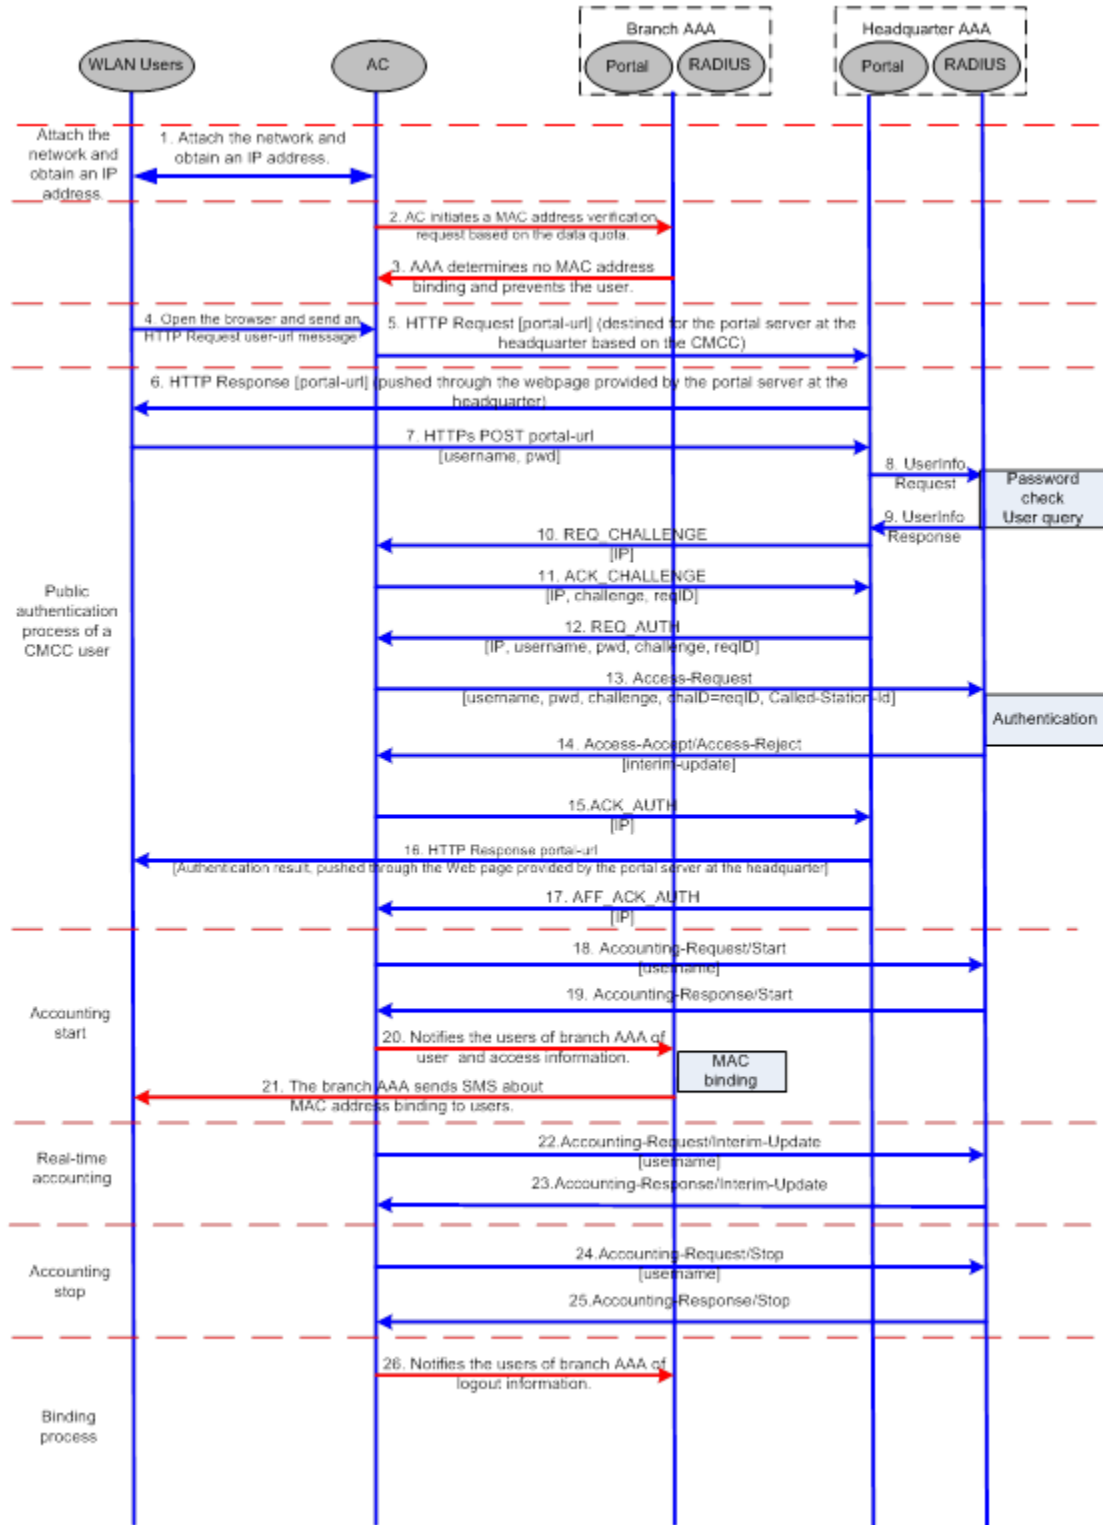 Branch AAA
Headquarter AAA
WLAN Users
AC
Portal
RADIUS
Portal
RADIUS
Attach the
network and
obtain an IP
address.
1. Attach the network and
obtain an IP address.
2. AC initiates a MAC address verification
request based on the data quota.
3. AAA determines no MAC address
binding and prevents the user.
4. Open the browser and send an
HTTP Request user-url message
5. HTTP Request [portal-url] (destined for the portal server at the
headquarter based on the CMCC)
6. HTTP Response [portal-url] (pushed through the webpage provided by the portal server at the
headquarter)
7. HTTPs POST portal-url
[username, pwd]
8. UserInfo
Request
Password
check
User query
9. UserInfo
Response
10. REQ_CHALLENGE
[IP]
11. ACK_CHALLENGE
[IP, challenge, reqID]
Public
authentication
process of a
CMCC user
12. REQ_AUTH
[IP, username, pwd, challenge, reqID]
13. Access-Request
[username, pwd, challenge, chalD=reqID, Called-Station-Id]
Authentication
14. Access-Accept/Access-Reject
[interim-update]
15.ACK_AUTH
[IP]
16. HTTP Response portal-url
[Authentication result, pushed through the Web page provided by the portal server at the headquarter]
17. AFF_ACK_AUTH
[IP]
18. Accounting-Request/Start
[username]
19. Accounting-Response/Start
Accounting
start
20. Notifies the users of branch AAA of
user and access information.
MAC
binding
21. The branch AAA sends SMS about
MAC address binding to users.
22.Accounting-Request/Interim-Update
[username]
Real-time
accounting
23.Accounting-Response/Interim-Update
24.Accounting-Request/Stop
[username]
Accounting
stop
25.Accounting-Response/Stop
26. Notifies the users of branch AAA of
logout information.
Binding
process